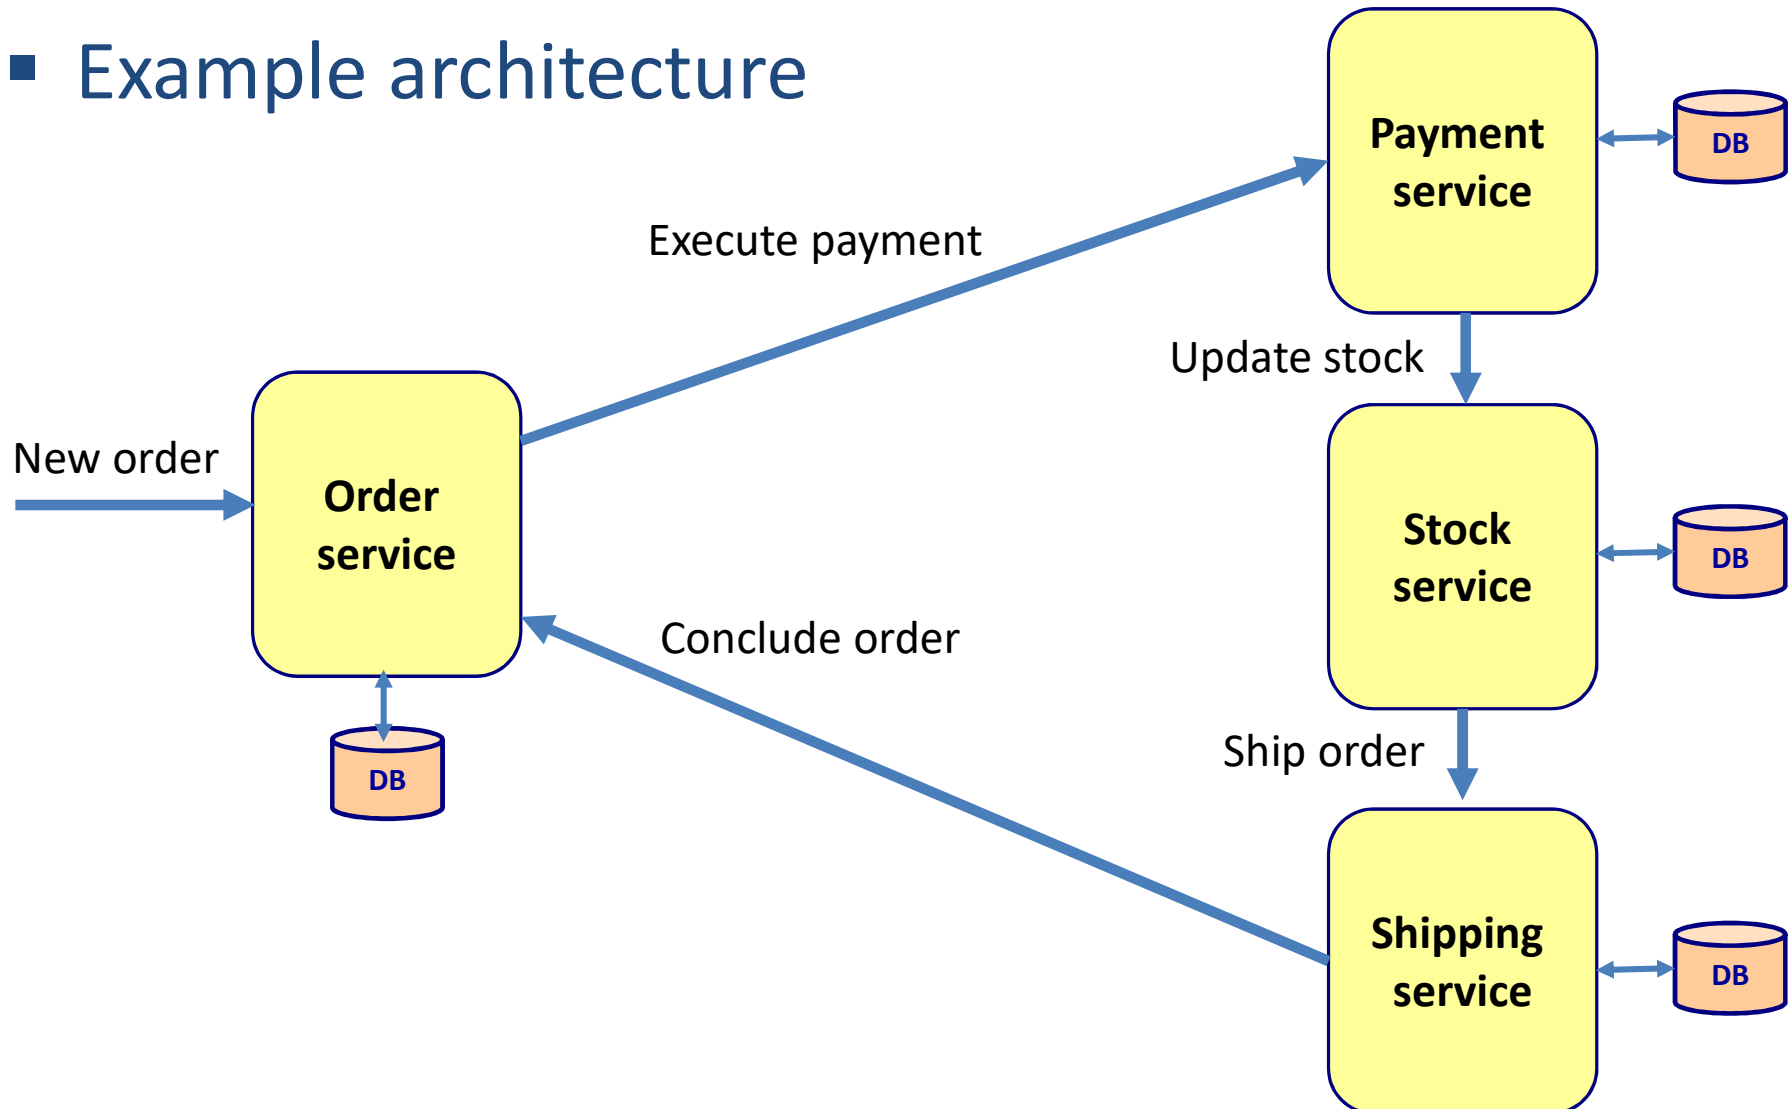 ▪ Example architecture
Payment
service
DB
Execute payment
Update stock
New order
Order
service
DB
Stock
service
DB
Conclude order
Ship order
Shipping
service
DB